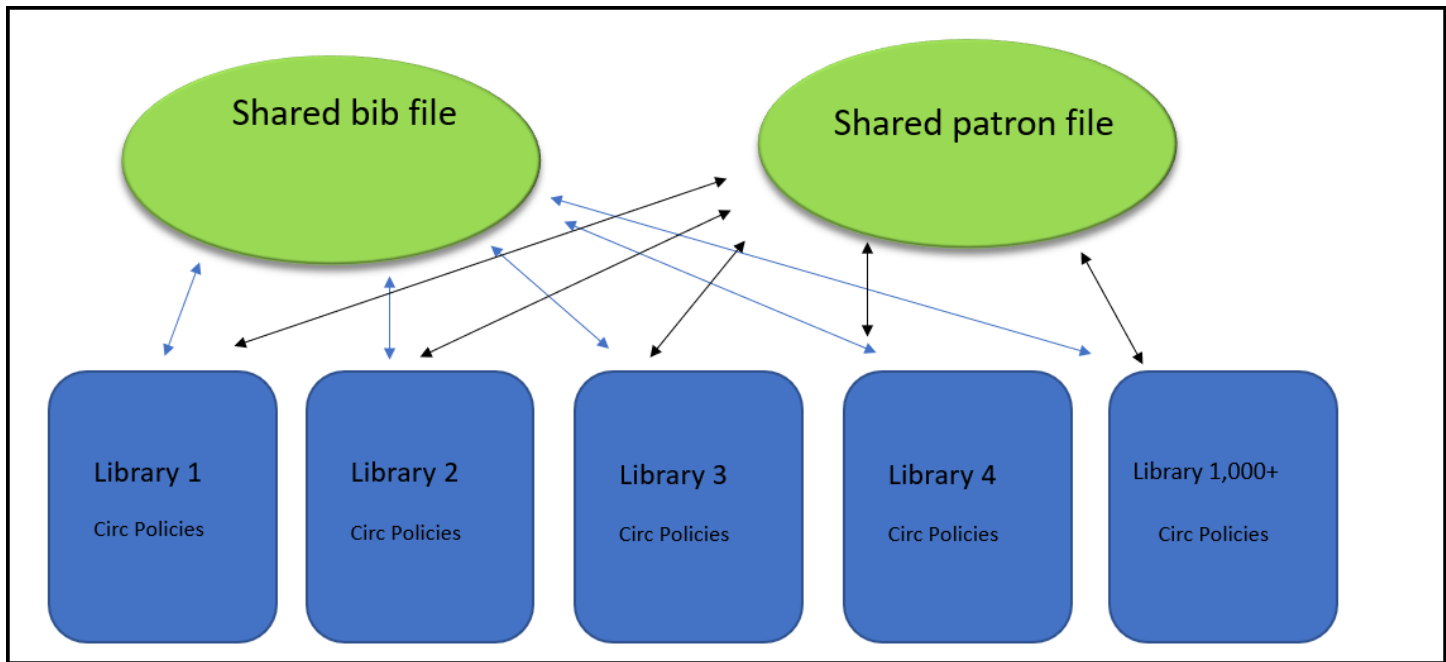 Shared bib file
Shared patron file
Library 1
Circ Policies
Library 2
Circ Policies
Library 3
Circ Policies
Library 4
Circ Policies
Library 1,000+
Circ Policies